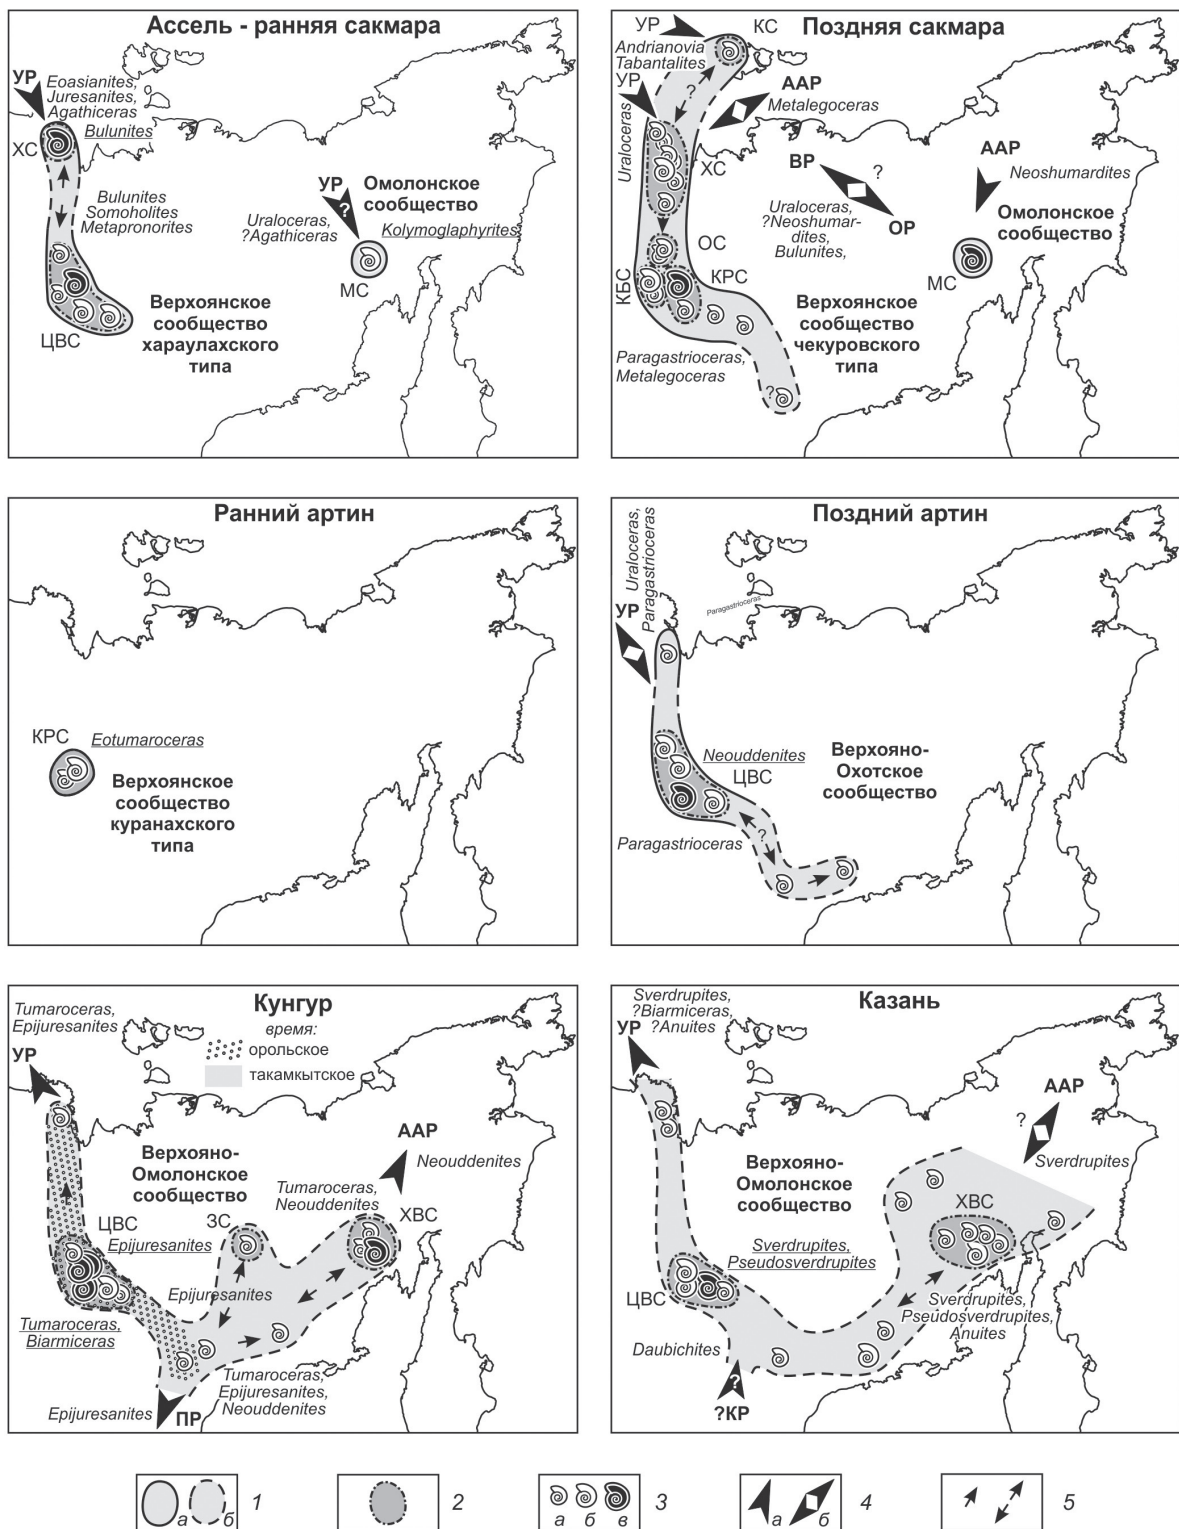 Ассель - ранняя сакмара
УР
Eoasianites,
Juresanites,
Agathiceras
Bulunites
ХС
Bulunites
Somoholites
Metapronorites
УР
?
Омолонское
сообщество
Uraloceras,
?Agathiceras
Kolymoglaphyrites
МС
Верхоянское
сообщество
хараулахского
типа
ЦВС
Поздняя сакмара
УР
КС
Andrianovia
Tabantalites
УР
?
ААР
Metalegoceras
Uraloceras
ХС
ВР
?
ААР
Neoshumardites
Uraloceras,
?Neoshumar-
dites,
Bulunites,
ОР
Омолонское
сообщество
ОС
КБС
КРС
МС
Верхоянское
сообщество
чекуровского
типа
Paragastrioceras,
Metalegoceras
?
Ранний артин
КРС
Eotumaroceras
Верхоянское
сообщество
куранахского
типа
Поздний артин
Uraloceras,
Paragastrioceras
УР
Paragastrioceras
Neouddenites
ЦВС
Верхояно-
Охотское
сообщество
Paragastrioceras
?
Кунгур
Tumaroceras,
Epijuresanites
время:
орольское
такамкытское
УР
ААР
Neouddenites
Верхояно-
Омолонское
сообщество
Tumaroceras,
Neouddenites
ЦВС
ЗС
ХВС
Epijuresanites
Epijuresanites
Tumaroceras,
Biarmiceras
Tumaroceras,
Epijuresanites,
Neouddenites
Epijuresanites
ПР
Казань
Sverdrupites,
?Biarmiceras,
?Anuites
УР
ААР
?
Sverdrupites
Верхояно-
Омолонское
сообщество
ХВС
Sverdrupites,
Pseudosverdrupites
ЦВС
Sverdrupites,
Pseudosverdrupites,
Anuites
Daubichites
?
?КР
а б 1
2
а б в 3
а б 4
5